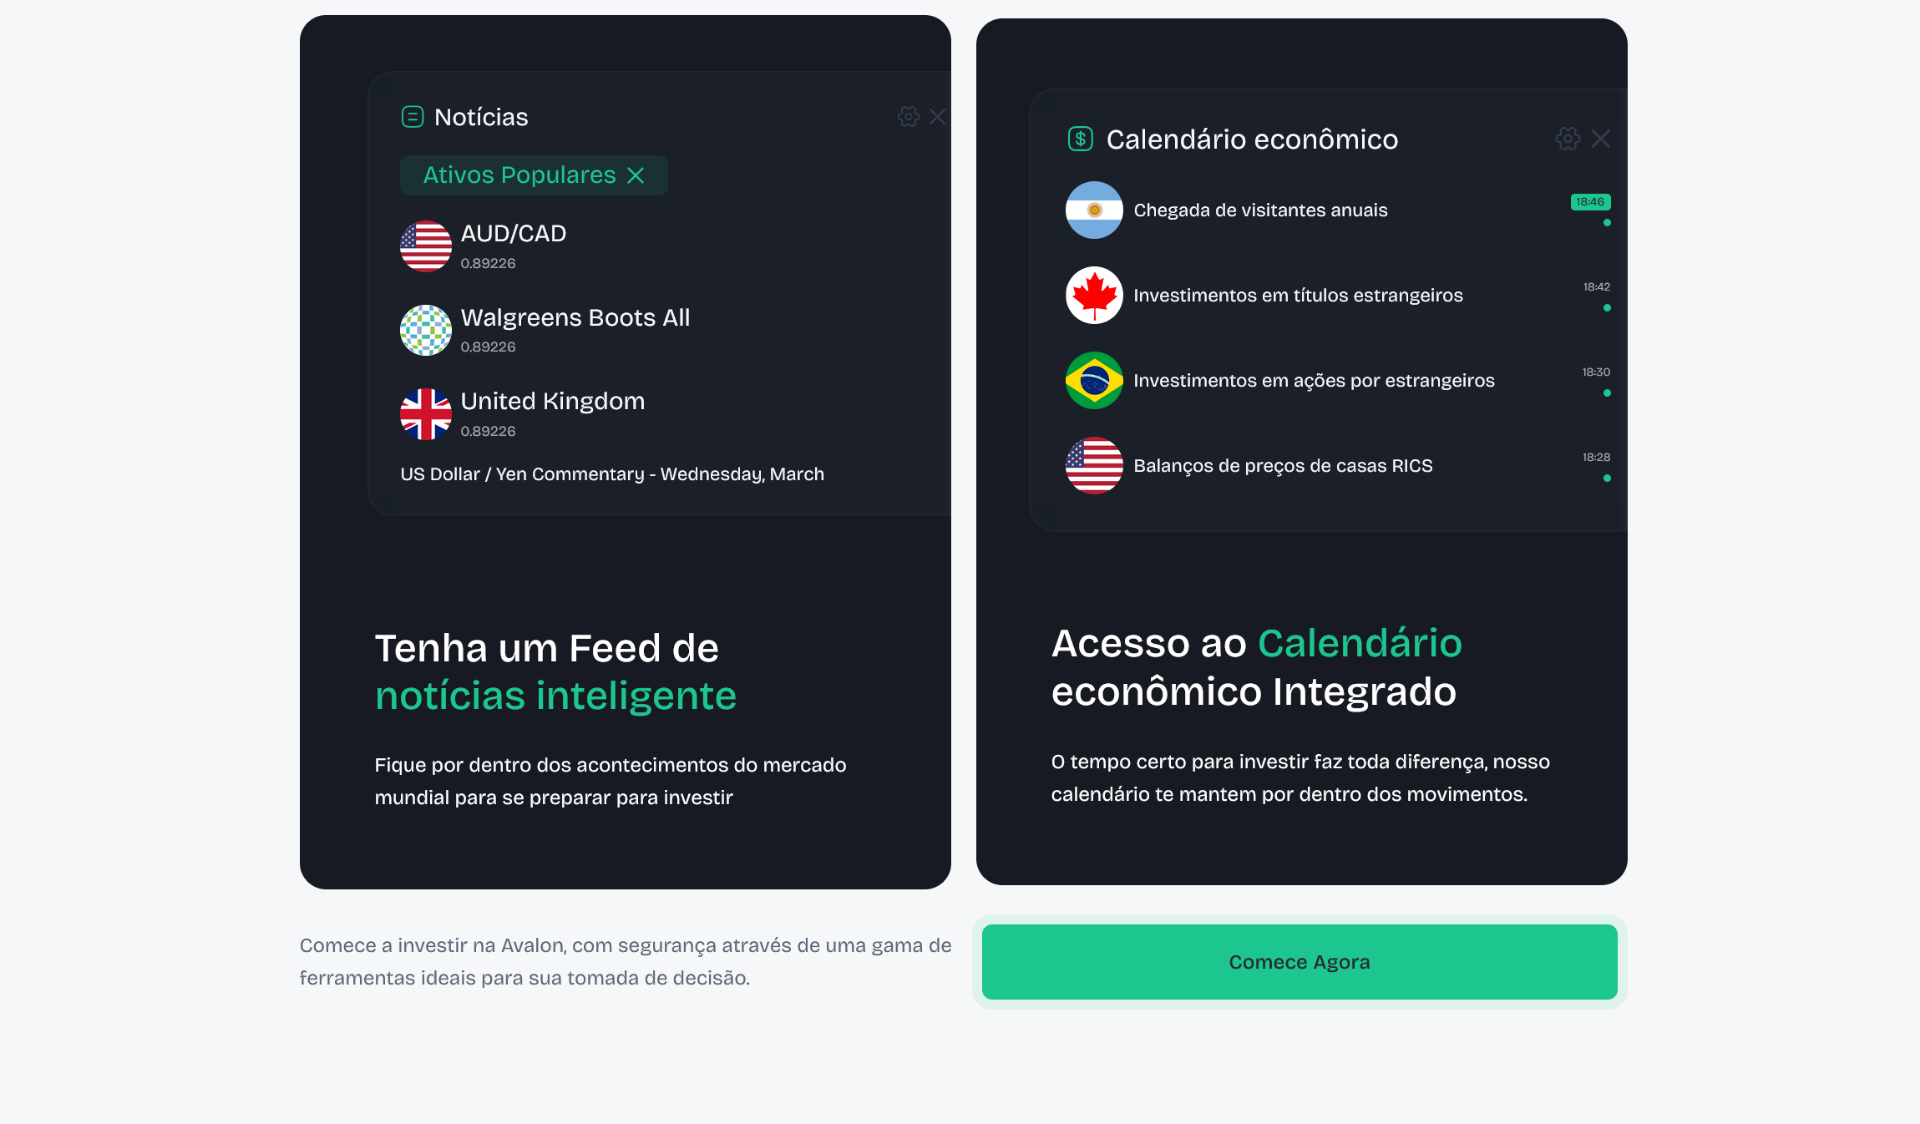 Notícias
Ativos Populares
AUD/CAD
0.89226
Walgreens Boots All
0.89226
United Kingdom
0.89226
US Dollar / Yen Commentary - Wednesday, March
Tenha um Feed de
notícias inteligente
Fique por dentro dos acontecimentos do mercado
mundial para se preparar para investir
Calendário econômico
Chegada de visitantes anuais
18:46
Investimentos em títulos estrangeiros
18:42
Investimentos em ações por estrangeiros
18:30
Balanços de preços de casas RICS
18:28
Acesso ao Calendário
econômico Integrado
O tempo certo para investir faz toda diferença, nosso
calendário te mantem por dentro dos movimentos.
Comece a investir na Avalon, com segurança através de uma gama de
ferramentas ideais para sua tomada de decisão.
Comece Agora